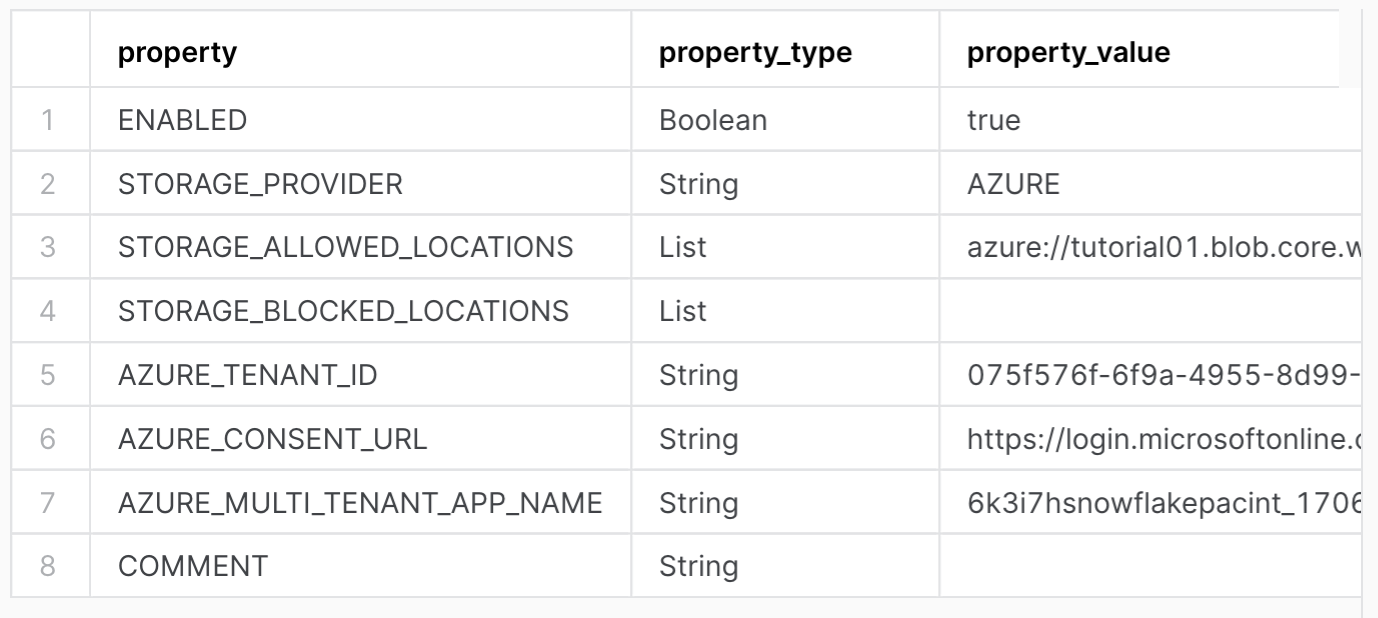 property property_type property_value
1 ENABLED Boolean true
2 STORAGE_PROVIDER String AZURE
3 STORAGE_ALLOWED_LOCATIONS List azure://tutorial01.blob.core.w
4 STORAGE_BLOCKED_LOCATIONS List
5 AZURE_TENANT_ID String 075f576f-6f9a-4955-8d99-
6 AZURE_CONSENT_URL String https://login.microsoftonline.c
7 AZURE_MULTI_TENANT_APP_NAME String 6k3i7hsnowflakepacint_1706
8 COMMENT String